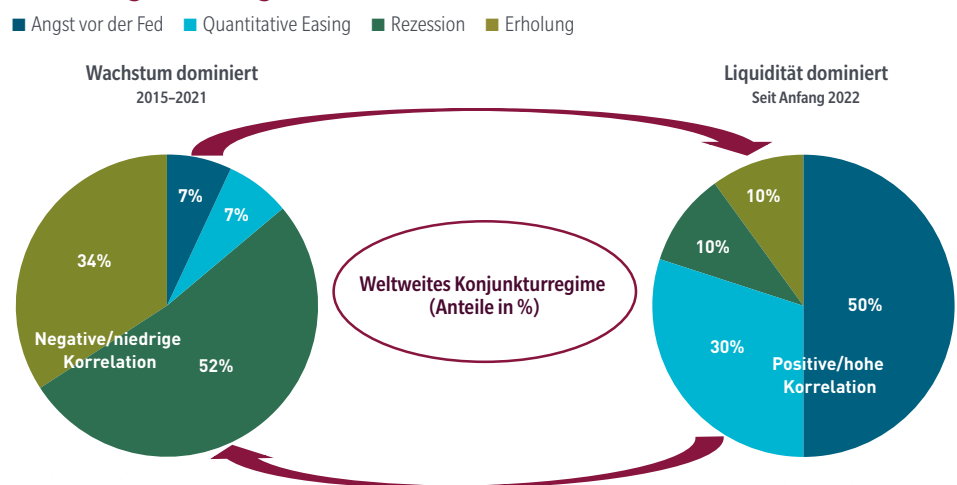 Angst vor der Fed Quantitative Easing Rezession Erholung
Wachstum dominiert
2015–2021
Liquidität dominiert
Seit Anfang 2022
7%
7%
34%
52%
Negative/niedrige
Korrelation
Weltweites Konjunkturregime
(Anteile in %)
10%
10%
30%
50%
Positive/hohe
Korrelation